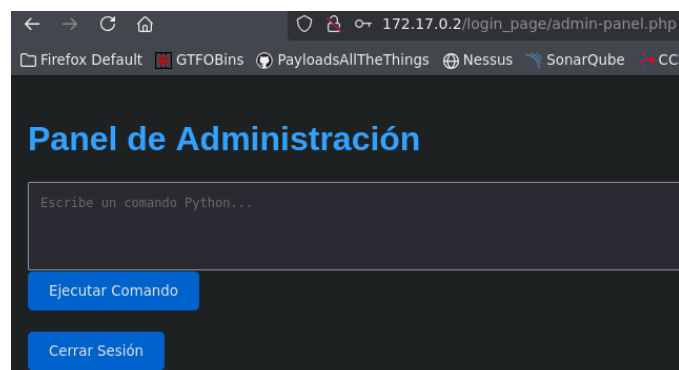 172.17.0.2/login_page/admin-panel.php
Firefox Default GTFOBins PayloadsAllTheThings Nessus SonarQube CC
Panel de Administración
Escribe un comando Python...
Ejecutar Comando
Cerrar Sesión